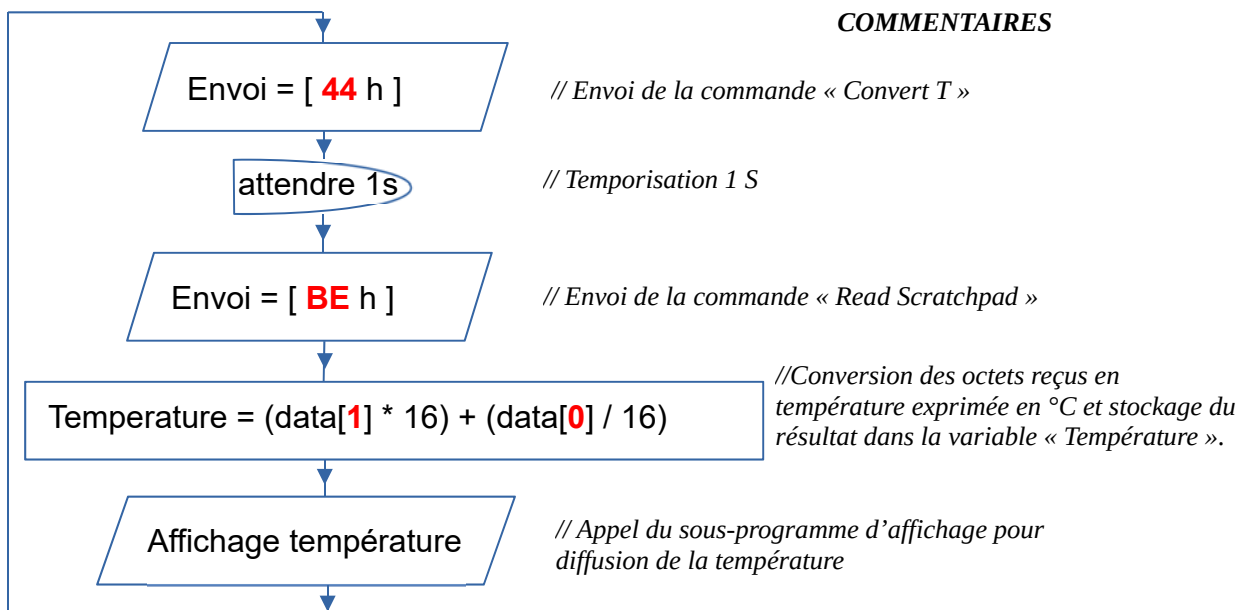 COMMENTAIRES
Envoi = [ 44 h ]
// Envoi de la commande « Convert T »
attendre 1s
// Temporisation 1 S
Envoi = [ BE h ]
// Envoi de la commande « Read Scratchpad »
Temperature = (data[1] * 16) + (data[0] / 16)
//Conversion des octets reçus en
température exprimée en °C et stockage du
résultat dans la variable « Température ».
Affichage température
// Appel du sous-programme d’affichage pour
diffusion de la température